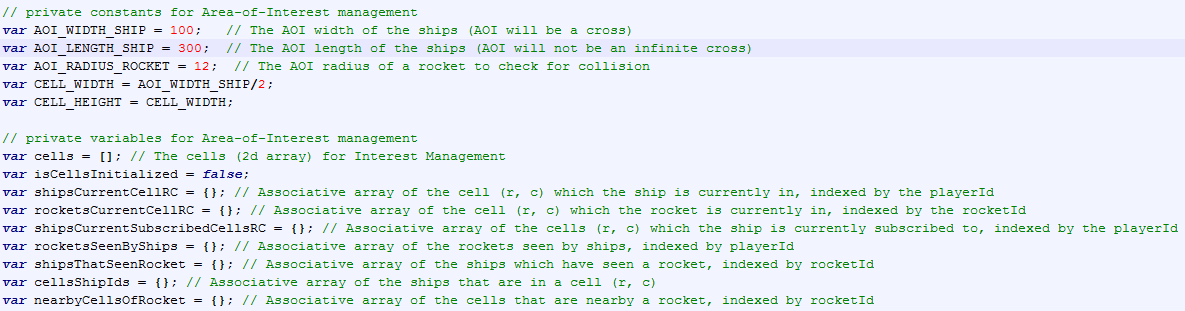 // private constants for Area-of-Interest management
var AOI_WIDTH_SHIP = 100;   // The AOI width of the ships (AOI will be a cross)
var AOI_LENGTH_SHIP = 300;  // The AOI length of the ships (AOI will not be an infinite cross)
var AOI_RADIUS_ROCKET = 12;  // The AOI radius of a rocket to check for collision
var CELL_WIDTH = AOI_WIDTH_SHIP/2;
var CELL_HEIGHT = CELL_WIDTH;
// private variables for Area-of-Interest management
var cells = []; // The cells (2d array) for Interest Management
var isCellsInitialized = false;
var shipsCurrentCellRC = {}; // Associative array of the cell (r, c) which the ship is currently in, indexed by the playerId
var rocketsCurrentCellRC = {}; // Associative array of the cell (r, c) which the rocket is currently in, indexed by the rocketId
var shipsCurrentSubscribedCellsRC = {}; // Associative array of the cells (r, c) which the ship is currently subscribed to, indexed by the playerId
var rocketsSeenByShips = {}; // Associative array of the rockets seen by ships, indexed by playerId
var shipsThatSeenRocket = {}; // Associative array of the ships which have seen a rocket, indexed by rocketId
var cellsShipIds = {}; // Associative array of the ships that are in a cell (r, c)
var nearbyCellsOfRocket = {}; // Associative array of the cells that are nearby a rocket, indexed by rocketId